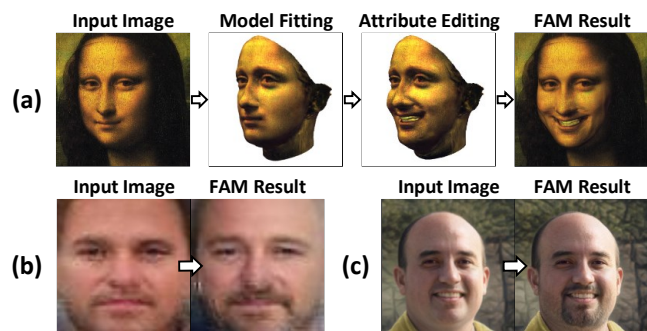 Input Image Model Fitting Attribute Editing FAM Result
(a)
Input Image FAM Result Input Image FAM Result
(b) (c)